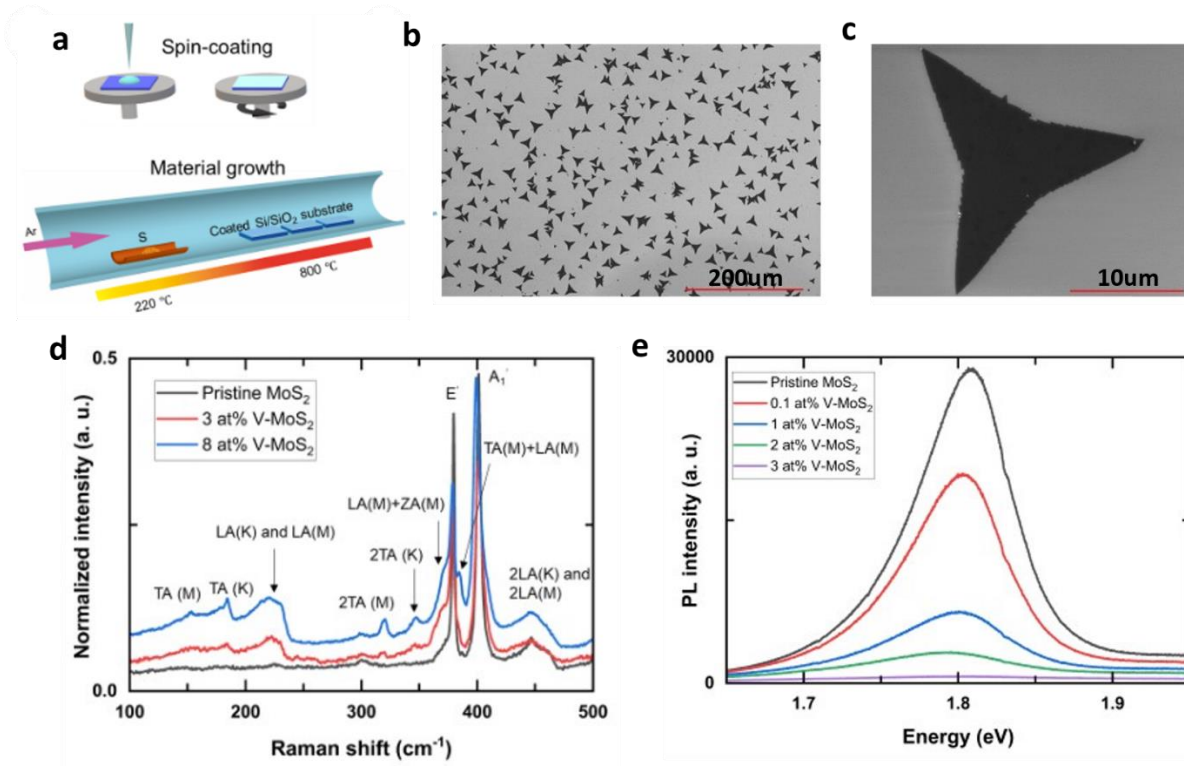 a
Spin-coating
Material growth
Ar
S
Coated Si/SiO₂ substrate
220 ℃
800 ℃
b
200um
c
10um
d
Normalized intensity (a. u.)
0.5
0.0
Pristine MoS₂
3 at% V-MoS₂
8 at% V-MoS₂
E'
A₁'
TA(M)+LA(M)
LA(M)+ZA(M)
LA(K) and LA(M)
2TA (K)
TA (M)
TA (K)
2TA (M)
2LA(K) and
2LA(M)
100
200
300
400
500
Raman shift (cm⁻¹)
e
PL intensity (a. u.)
30000
0
Pristine MoS₂
0.1 at% V-MoS₂
1 at% V-MoS₂
2 at% V-MoS₂
3 at% V-MoS₂
1.7
1.8
1.9
Energy (eV)